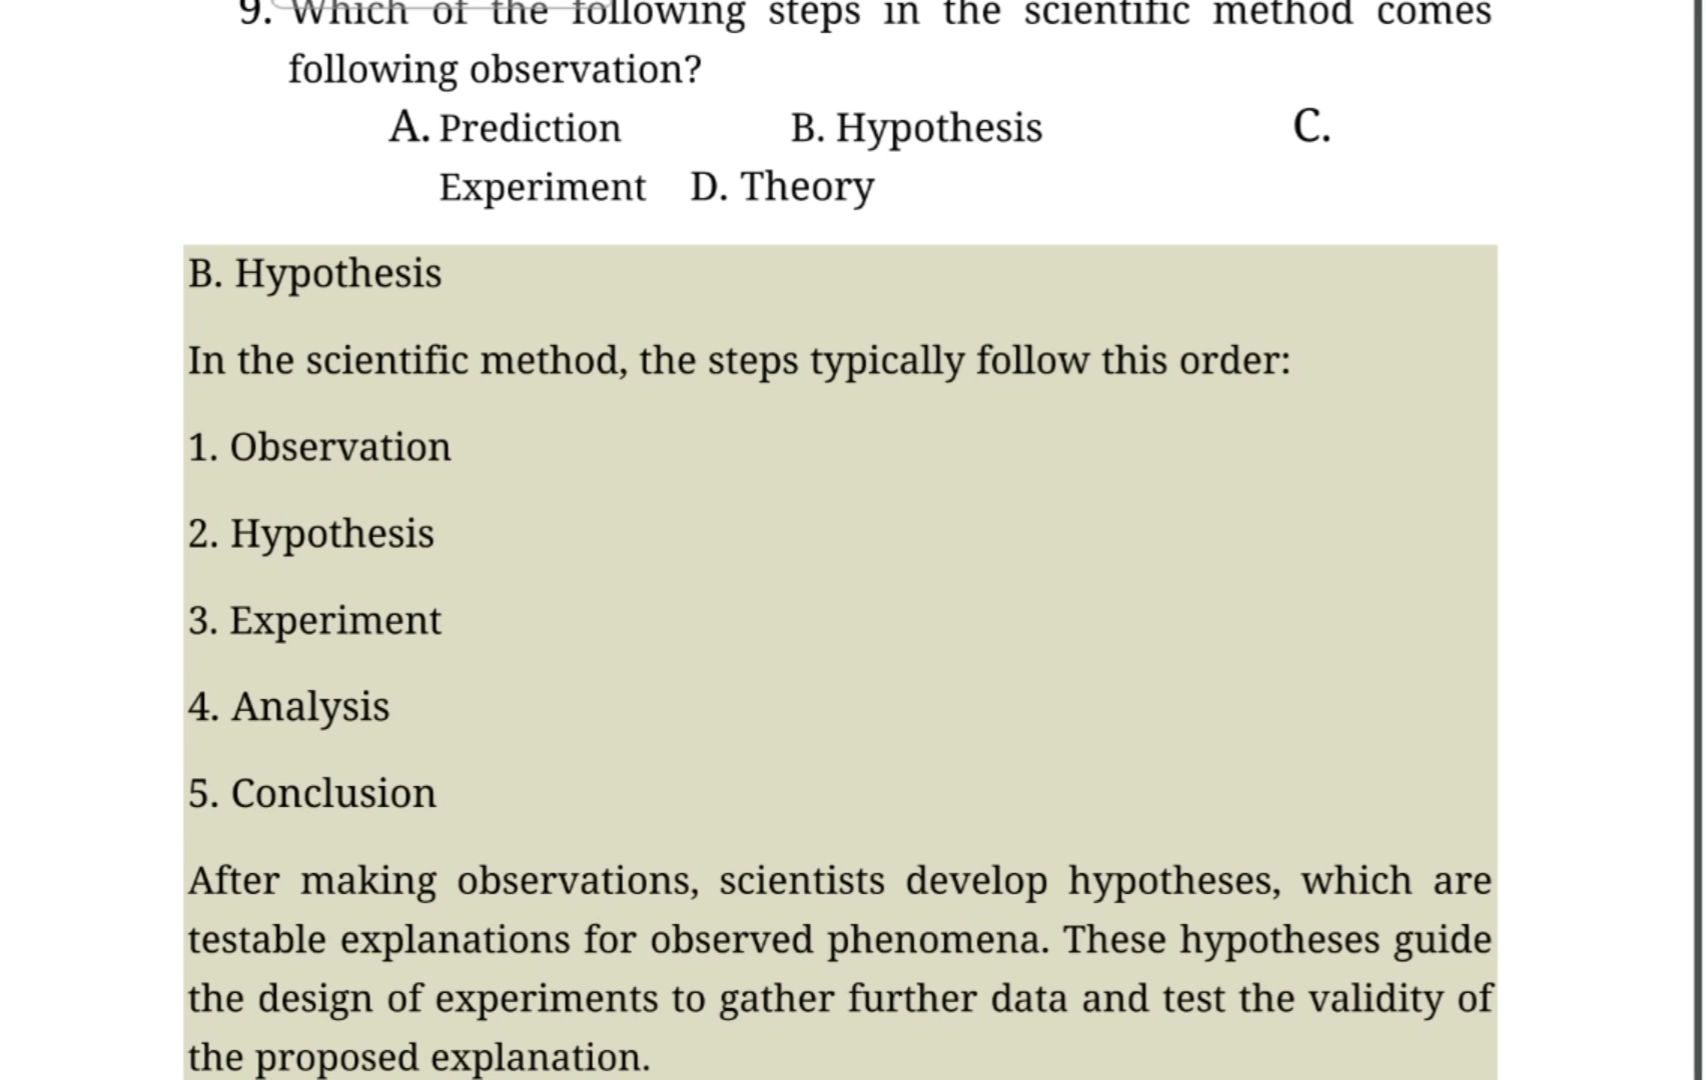 9. Which of the following steps in the scientific method comes
following observation?
A. Prediction B. Hypothesis C.
Experiment D. Theory
B. Hypothesis
In the scientific method, the steps typically follow this order:
1. Observation
2. Hypothesis
3. Experiment
4. Analysis
5. Conclusion
After making observations, scientists develop hypotheses, which are
testable explanations for observed phenomena. These hypotheses guide
the design of experiments to gather further data and test the validity of
the proposed explanation.